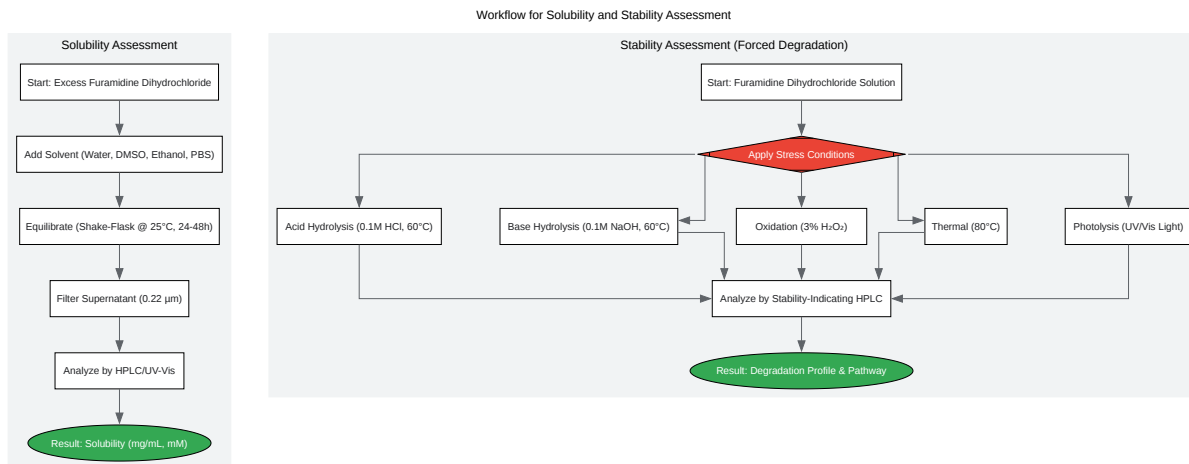 Workflow for Solubility and Stability Assessment
Solubility Assessment
Start: Excess Furamidine Dihydrochloride
Add Solvent (Water, DMSO, Ethanol, PBS)
Equilibrate (Shake-Flask @ 25°C, 24-48h)
Filter Supernatant (0.22 µm)
Analyze by HPLC/UV-Vis
Result: Solubility (mg/mL, mM)
Stability Assessment (Forced Degradation)
Start: Furamidine Dihydrochloride Solution
Apply Stress Conditions
Acid Hydrolysis (0.1M HCl, 60°C)
Base Hydrolysis (0.1M NaOH, 60°C)
Oxidation (3% H₂O₂)
Thermal (80°C)
Photolysis (UV/Vis Light)
Analyze by Stability-Indicating HPLC
Result: Degradation Profile & Pathway